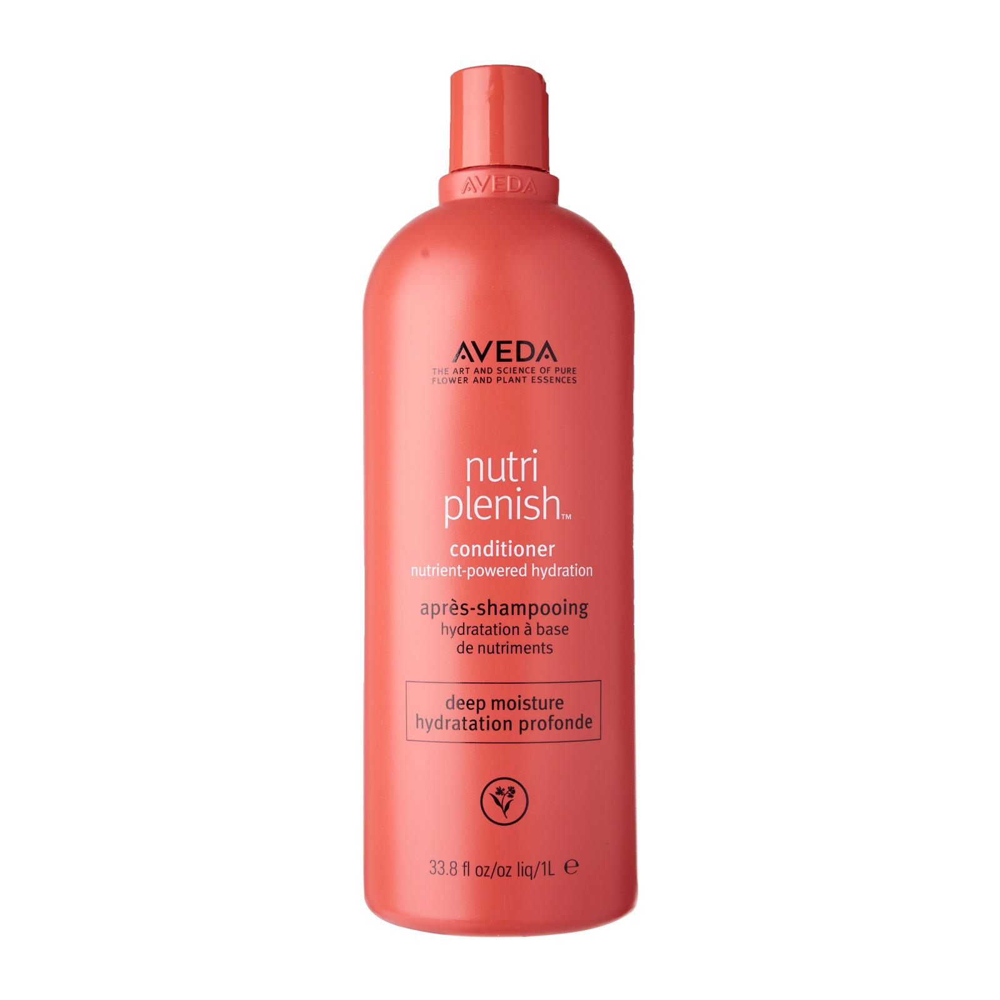 AVEDA
AVEDA
THE ART AND SCIENCE OF PURE
FLOWER AND PLANT ESSENCES
nutri
plenish™
conditioner
nutrient-powered hydration
après-shampooing
hydratation à base
de nutriments
deep moisture
hydratation profonde
33.8 fl oz/oz liq/1L ℮